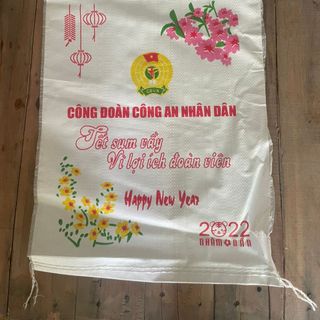 CÔNG ĐOÀN CÔNG AN NHÂN DÂN
Tết sum vầy
Vì lợi ích đoàn viên
Happy New Year
2022
NHÂM DẦN